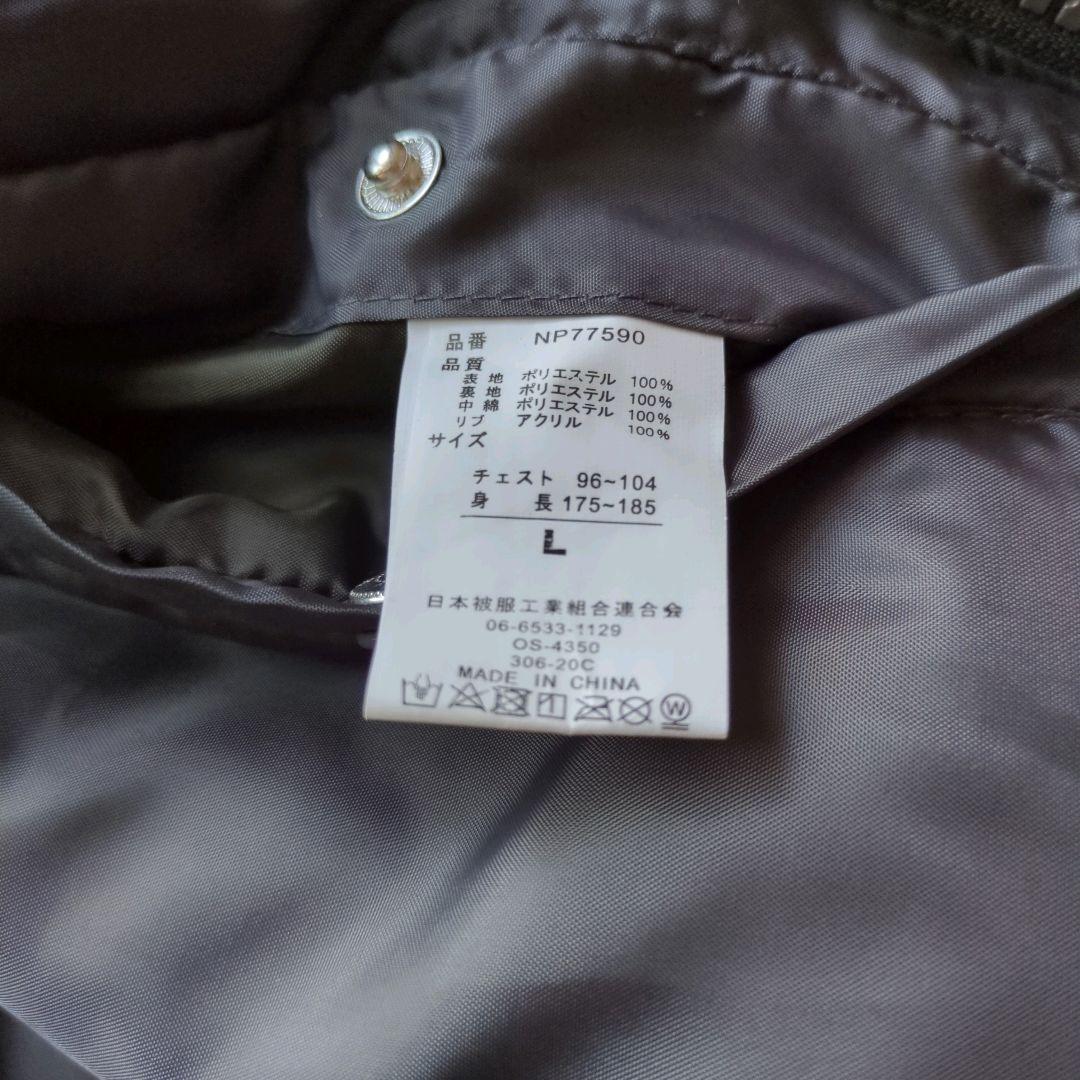 品番 NP77590
品質
表地 ポリエステル 100%
裏地 ポリエステル 100%
中綿 ポリエステル 100%
リブ アクリル 100%
サイズ
チェスト 96~104
身長 175~185
L
日本被服工業組合連合会
06-6533-1129
OS-4350
306-20C
MADE IN CHINA
W